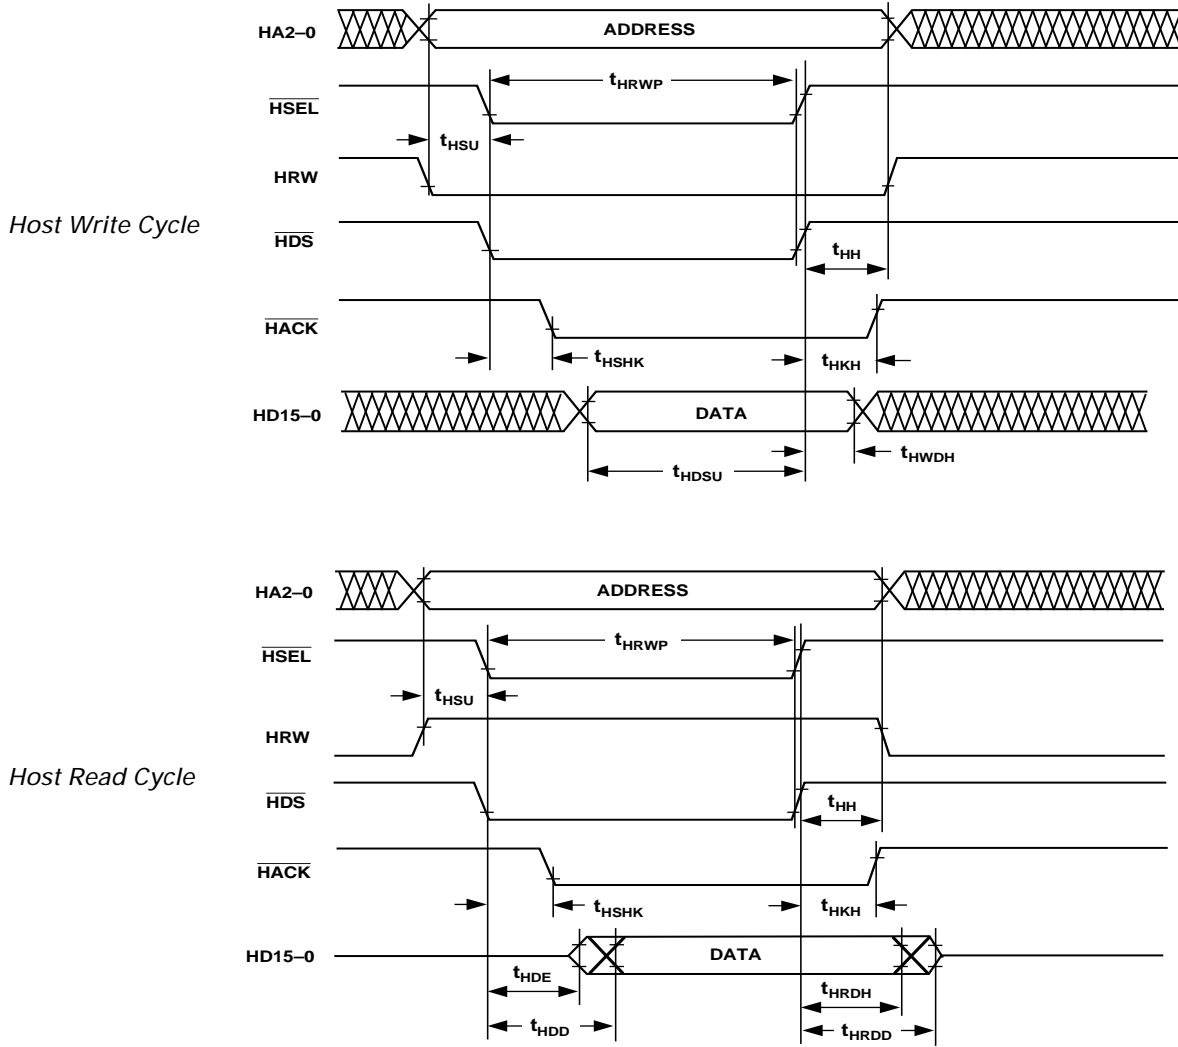 HA2–0 ADDRESS
tHRWP
HSEL
tHSU
HRW
Host Write Cycle
HDS
tHH
HACK
tHSHK tHKH
HD15–0 DATA
tHWDH
tHDSU
HA2–0 ADDRESS
tHRWP
HSEL
tHSU
HRW
Host Read Cycle
HDS
tHH
HACK
tHSHK tHKH
HD15–0 DATA
tHDE tHRDH
tHDD tHRDD